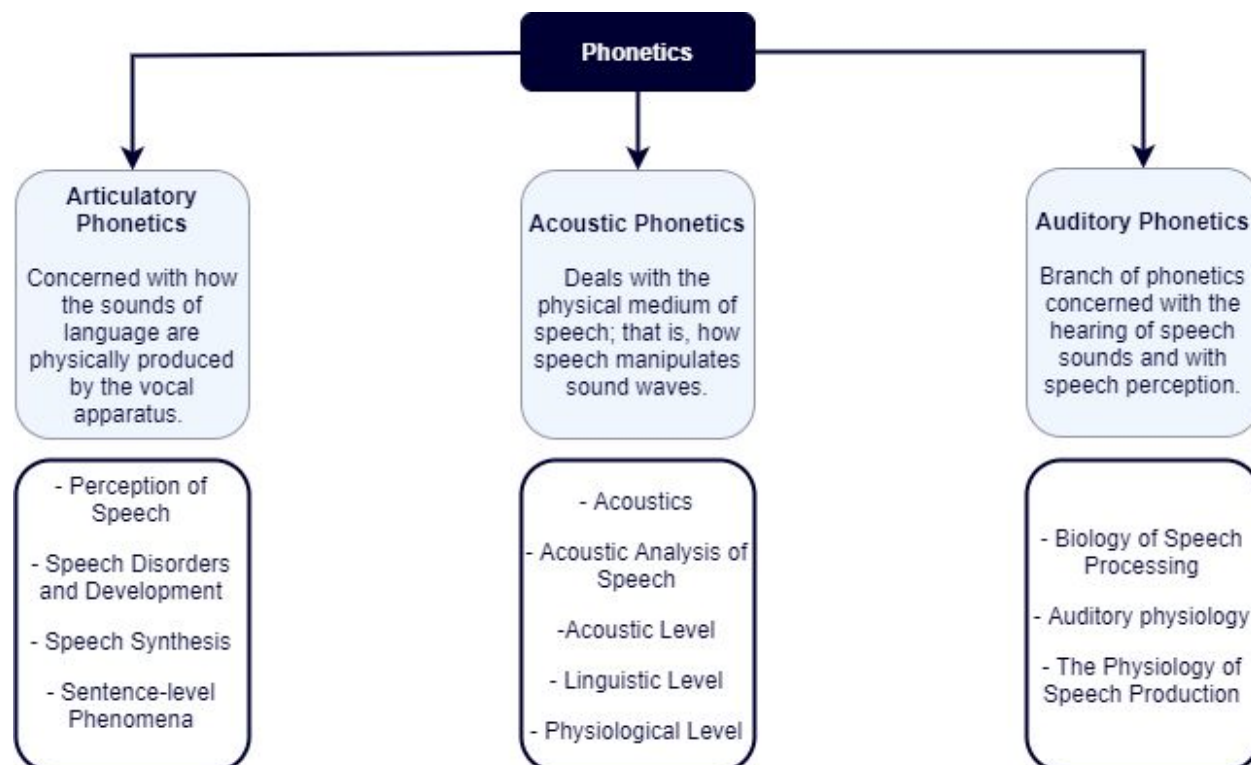 Phonetics
Articulatory
Phonetics
Concerned with how
the sounds of
language are
physically produced
by the vocal
apparatus.
- Perception of
Speech
- Speech Disorders
and Development
- Speech Synthesis
- Sentence-level
Phenomena
Acoustic Phonetics
Deals with the
physical medium of
speech; that is, how
speech manipulates
sound waves.
- Acoustics
- Acoustic Analysis of
Speech
-Acoustic Level
- Linguistic Level
- Physiological Level
Auditory Phonetics
Branch of phonetics
concerned with the
hearing of speech
sounds and with
speech perception.
- Biology of Speech
Processing
- Auditory physiology
- The Physiology of
Speech Production